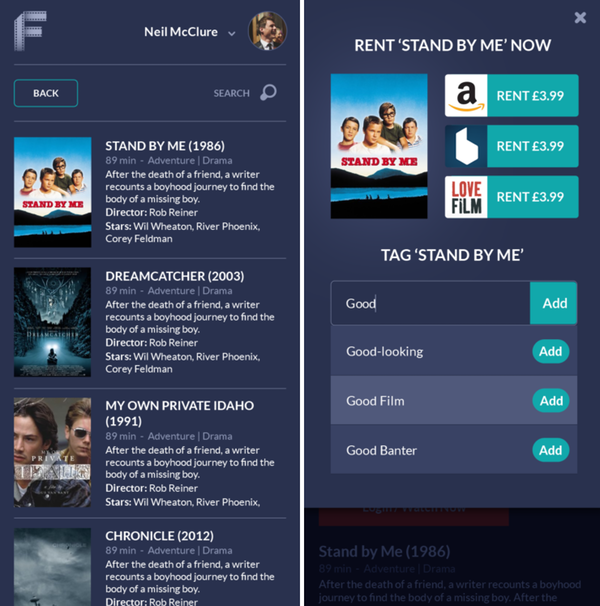 F
Neil McClure
BACK
SEARCH
STAND BY ME
STAND BY ME (1986)
89 min - Adventure | Drama
After the death of a friend, a writer
recounts a boyhood journey to find the
body of a missing boy.
Director: Rob Reiner
Stars: Wil Wheaton, River Phoenix,
Corey Feldman
DREAMCATCHER
DREAMCATCHER (2003)
89 min - Adventure | Drama
After the death of a friend, a writer
recounts a boyhood journey to find the
body of a missing boy.
Director: Rob Reiner
Stars: Wil Wheaton, River Phoenix,
Corey Feldman
PRIVATE
IDAHO
MY OWN PRIVATE IDAHO
(1991)
89 min - Adventure | Drama
After the death of a friend, a writer
recounts a boyhood journey to find the
body of a missing boy.
Director: Rob Reiner
Stars: Wil Wheaton, River Phoenix,
CHRONICLE (2012)
89 min - Adventure | Drama
After the death of a friend, a writer
recounts a boyhood journey to find the
body of a missing boy.
Director: Rob Reiner
RENT ‘STAND BY ME’ NOW
STAND BY ME
a RENT £3.99
RENT £3.99
LOVE
FiLM
RENT £3.99
TAG ‘STAND BY ME’
Good Add
Good-looking Add
Good Film Add
Good Banter Add
Login / Watch Now
Stand by Me (1986)
89 min - Adventure | Drama
After the death of a friend, a writer recounts a boyhood
journey to find the body of a missing boy. After the